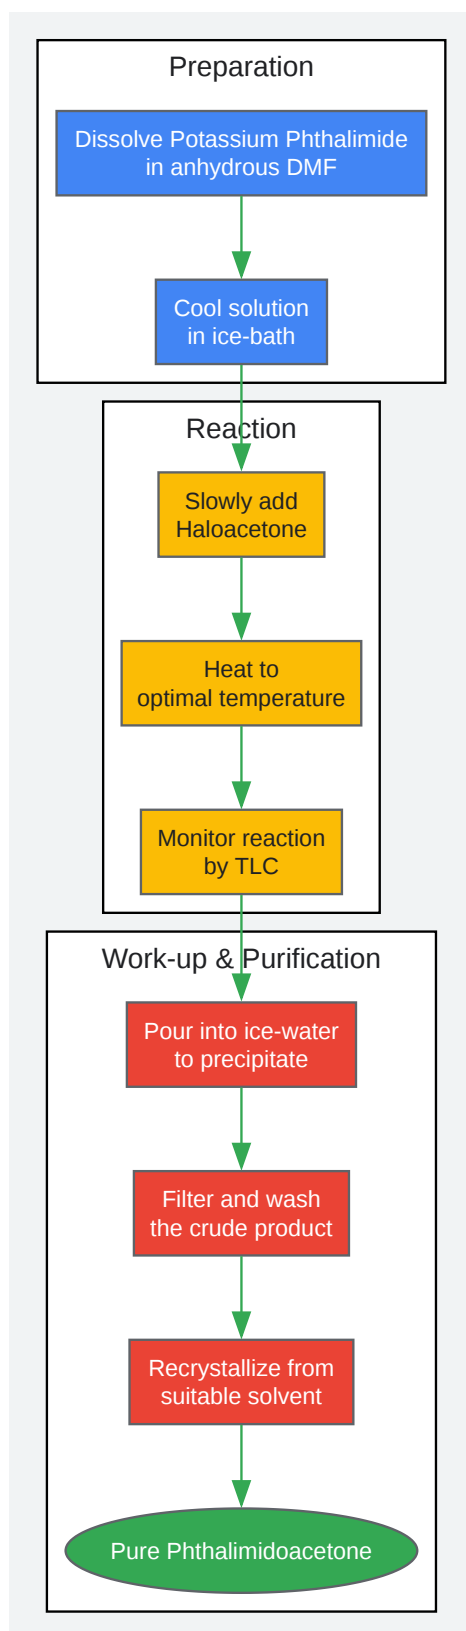 Preparation
Dissolve Potassium Phthalimide
in anhydrous DMF
Cool solution
in ice-bath
Reaction
Slowly add
Haloacetone
Heat to
optimal temperature
Monitor reaction
by TLC
Work-up & Purification
Pour into ice-water
to precipitate
Filter and wash
the crude product
Recrystallize from
suitable solvent
Pure Phthalimidoacetone